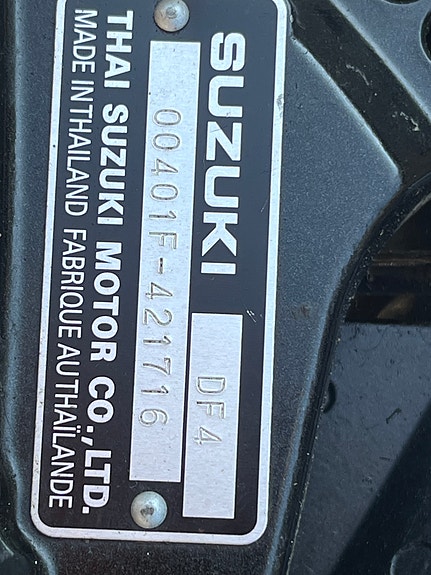 SUZUKI DF4
00401F-421716
THAI SUZUKI MOTOR CO.,LTD.
MADE IN THAILAND FABRIQUE AU THAÏLANDE